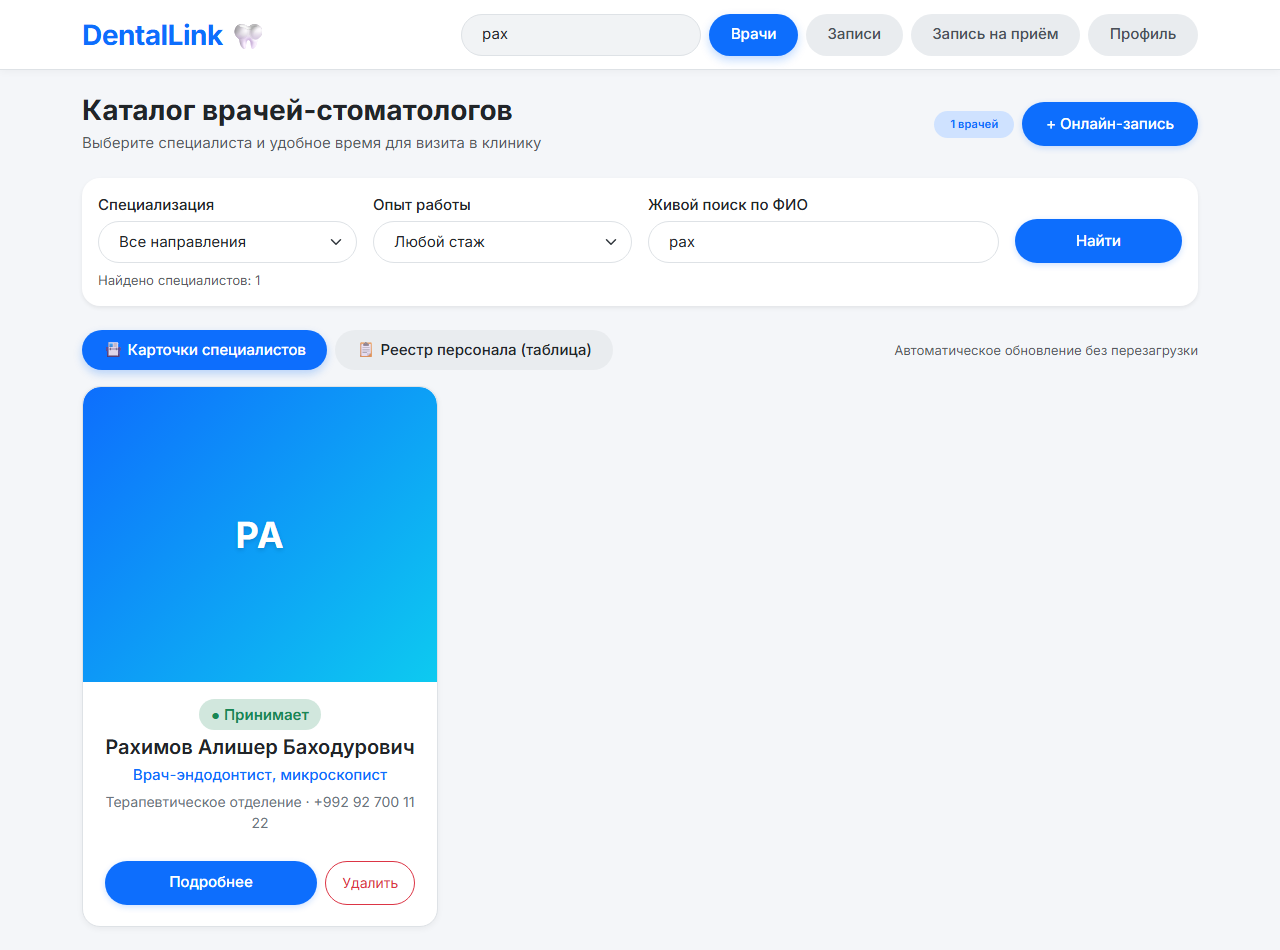 DentalLink
рах
Врачи
Записи
Запись на приём
Профиль
Каталог врачей-стоматологов
Выберите специалиста и удобное время для визита в клинику
1 врачей
+ Онлайн-запись
Специализация
Опыт работы
Живой поиск по ФИО
Все направления
Любой стаж
рах
Найти
Найдено специалистов: 1
Карточки специалистов
Реестр персонала (таблица)
Автоматическое обновление без перезагрузки
РА
● Принимает
Рахимов Алишер Баходурович
Врач-эндодонтист, микроскопист
Терапевтическое отделение · +992 92 700 11
22
Подробнее
Удалить